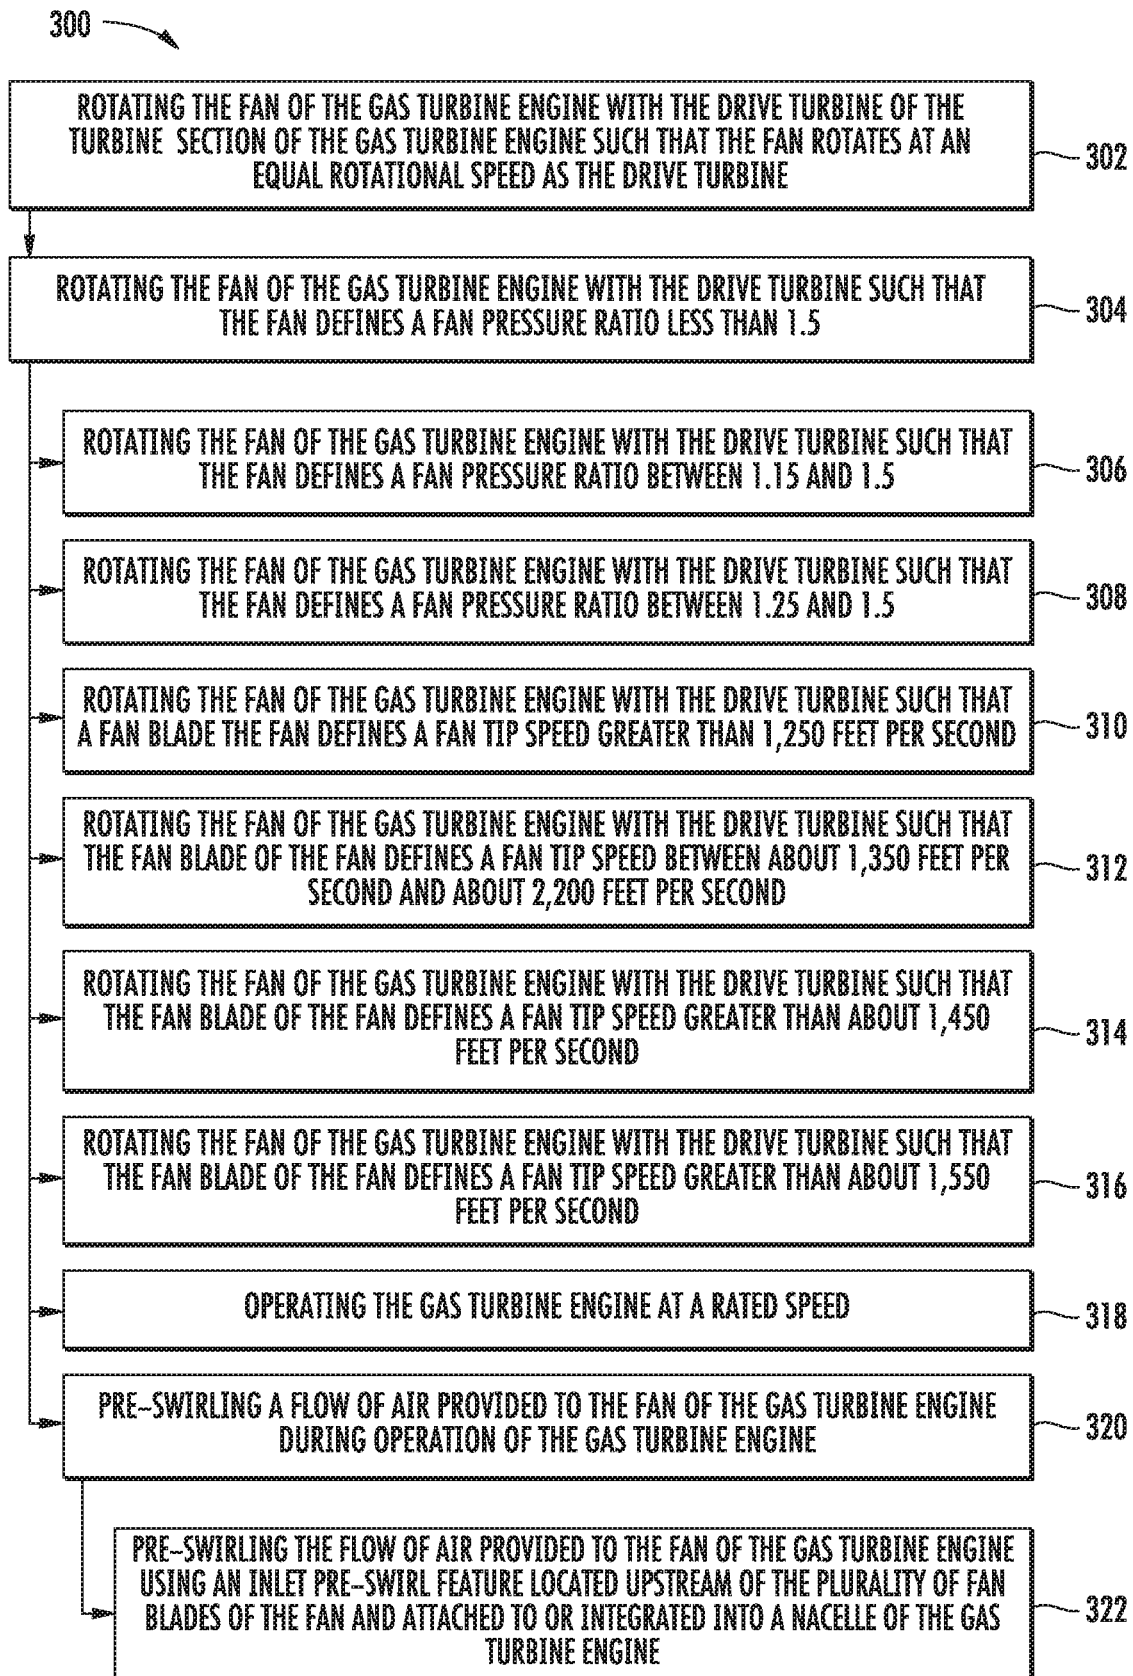 300
ROTATING THE FAN OF THE GAS TURBINE ENGINE WITH THE DRIVE TURBINE OF THE
TURBINE SECTION OF THE GAS TURBINE ENGINE SUCH THAT THE FAN ROTATES AT AN
EQUAL ROTATIONAL SPEED AS THE DRIVE TURBINE
302
ROTATING THE FAN OF THE GAS TURBINE ENGINE WITH THE DRIVE TURBINE SUCH THAT
THE FAN DEFINES A FAN PRESSURE RATIO LESS THAN 1.5
304
ROTATING THE FAN OF THE GAS TURBINE ENGINE WITH THE DRIVE TURBINE SUCH THAT
THE FAN DEFINES A FAN PRESSURE RATIO BETWEEN 1.15 AND 1.5
306
ROTATING THE FAN OF THE GAS TURBINE ENGINE WITH THE DRIVE TURBINE SUCH THAT
THE FAN DEFINES A FAN PRESSURE RATIO BETWEEN 1.25 AND 1.5
308
ROTATING THE FAN OF THE GAS TURBINE ENGINE WITH THE DRIVE TURBINE SUCH THAT
A FAN BLADE THE FAN DEFINES A FAN TIP SPEED GREATER THAN 1,250 FEET PER SECOND
310
ROTATING THE FAN OF THE GAS TURBINE ENGINE WITH THE DRIVE TURBINE SUCH THAT
THE FAN BLADE OF THE FAN DEFINES A FAN TIP SPEED BETWEEN ABOUT 1,350 FEET PER
SECOND AND ABOUT 2,200 FEET PER SECOND
312
ROTATING THE FAN OF THE GAS TURBINE ENGINE WITH THE DRIVE TURBINE SUCH THAT
THE FAN BLADE OF THE FAN DEFINES A FAN TIP SPEED GREATER THAN ABOUT 1,450
FEET PER SECOND
314
ROTATING THE FAN OF THE GAS TURBINE ENGINE WITH THE DRIVE TURBINE SUCH THAT
THE FAN BLADE OF THE FAN DEFINES A FAN TIP SPEED GREATER THAN ABOUT 1,550
FEET PER SECOND
316
OPERATING THE GAS TURBINE ENGINE AT A RATED SPEED
318
PRE-SWIRLING A FLOW OF AIR PROVIDED TO THE FAN OF THE GAS TURBINE ENGINE
DURING OPERATION OF THE GAS TURBINE ENGINE
320
PRE-SWIRLING THE FLOW OF AIR PROVIDED TO THE FAN OF THE GAS TURBINE ENGINE
USING AN INLET PRE-SWIRL FEATURE LOCATED UPSTREAM OF THE PLURALITY OF FAN
BLADES OF THE FAN AND ATTACHED TO OR INTEGRATED INTO A NACELLE OF THE GAS
TURBINE ENGINE
322